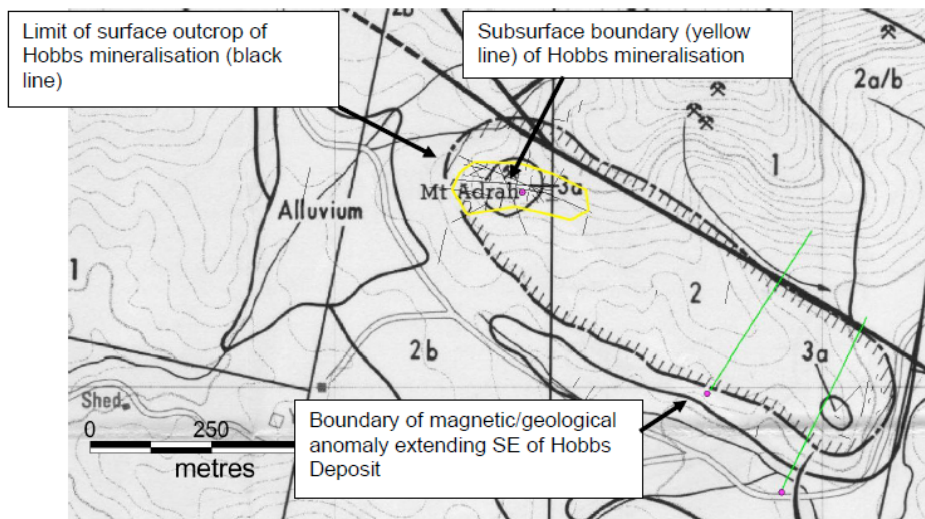 Limit of surface outcrop of
Hobbs mineralisation (black
line)
Subsurface boundary (yellow
line) of Hobbs mineralisation
2b
2a/b
1
Mt Adrah
3a
Alluvium
1
2
2b
3a
Shed
0 250
metres
Boundary of magnetic/geological
anomaly extending SE of Hobbs
Deposit